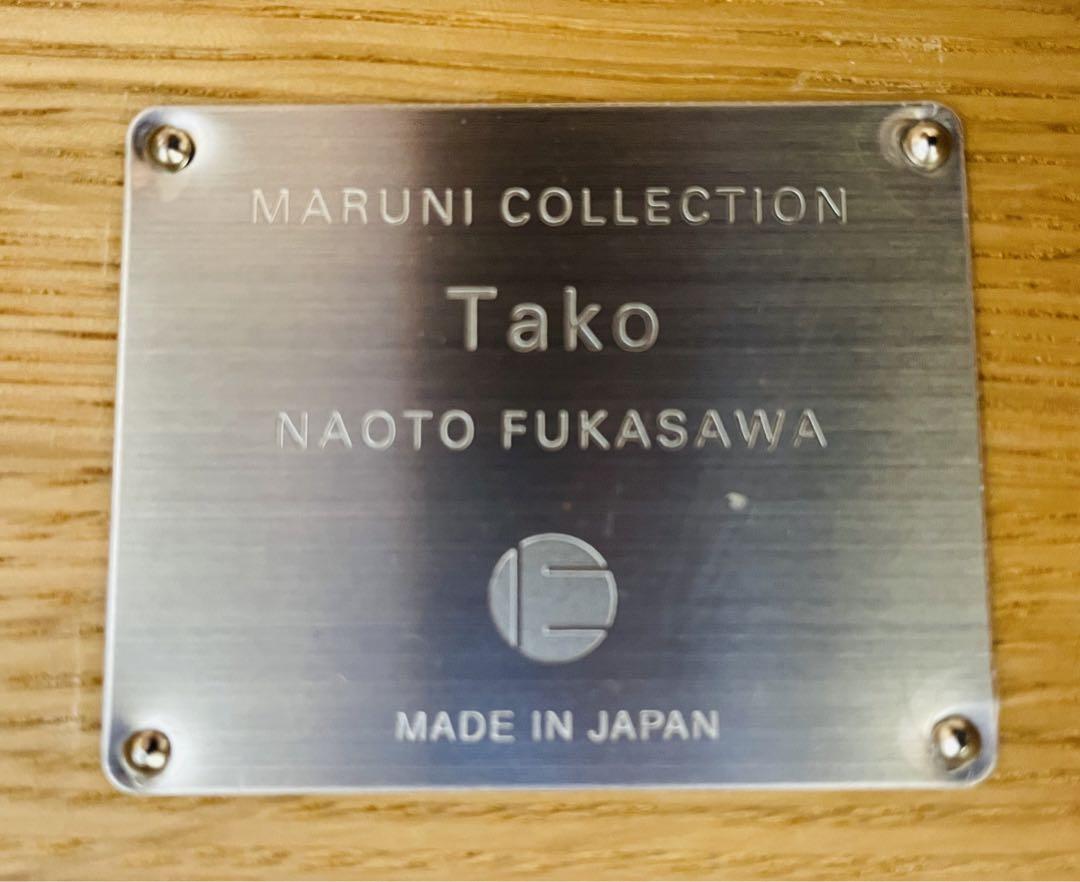 MARUNI COLLECTION
Tako
NAOTO FUKASAWA
MADE IN JAPAN